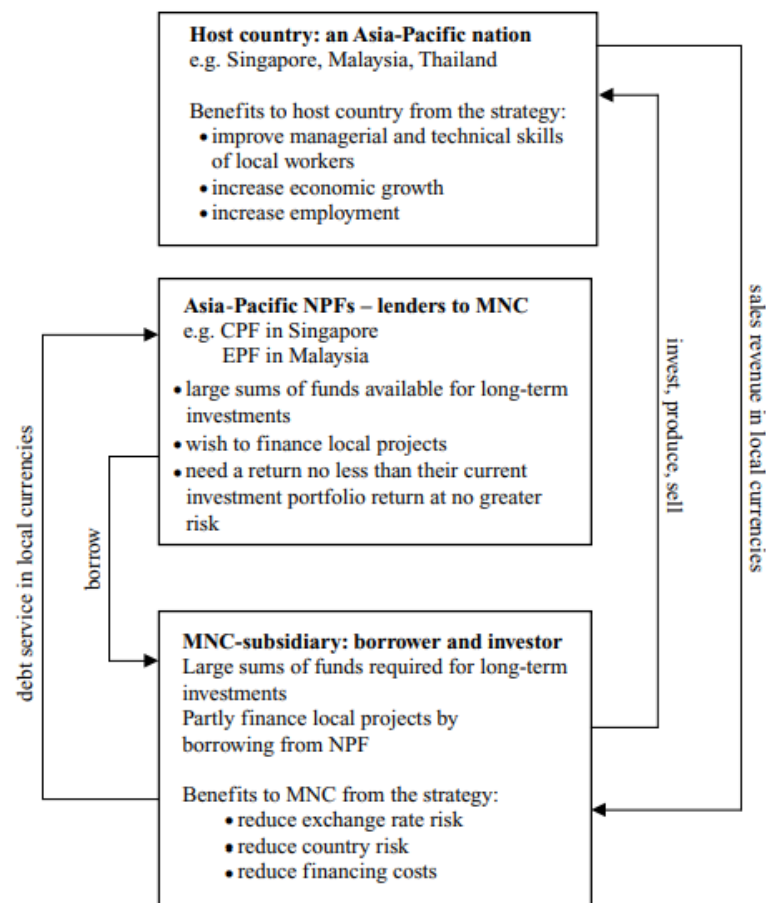 Host country: an Asia-Pacific nation
e.g. Singapore, Malaysia, Thailand
Benefits to host country from the strategy:
• improve managerial and technical skills
of local workers
• increase economic growth
• increase employment
Asia-Pacific NPFs – lenders to MNC
e.g. CPF in Singapore
EPF in Malaysia
• large sums of funds available for long-term
investments
• wish to finance local projects
• need a return no less than their current
investment portfolio return at no greater
risk
MNC-subsidiary: borrower and investor
Large sums of funds required for long-term
investments
Partly finance local projects by
borrowing from NPF
Benefits to MNC from the strategy:
• reduce exchange rate risk
• reduce country risk
• reduce financing costs
debt service in local currencies
borrow
invest, produce, sell
sales revenue in local currencies